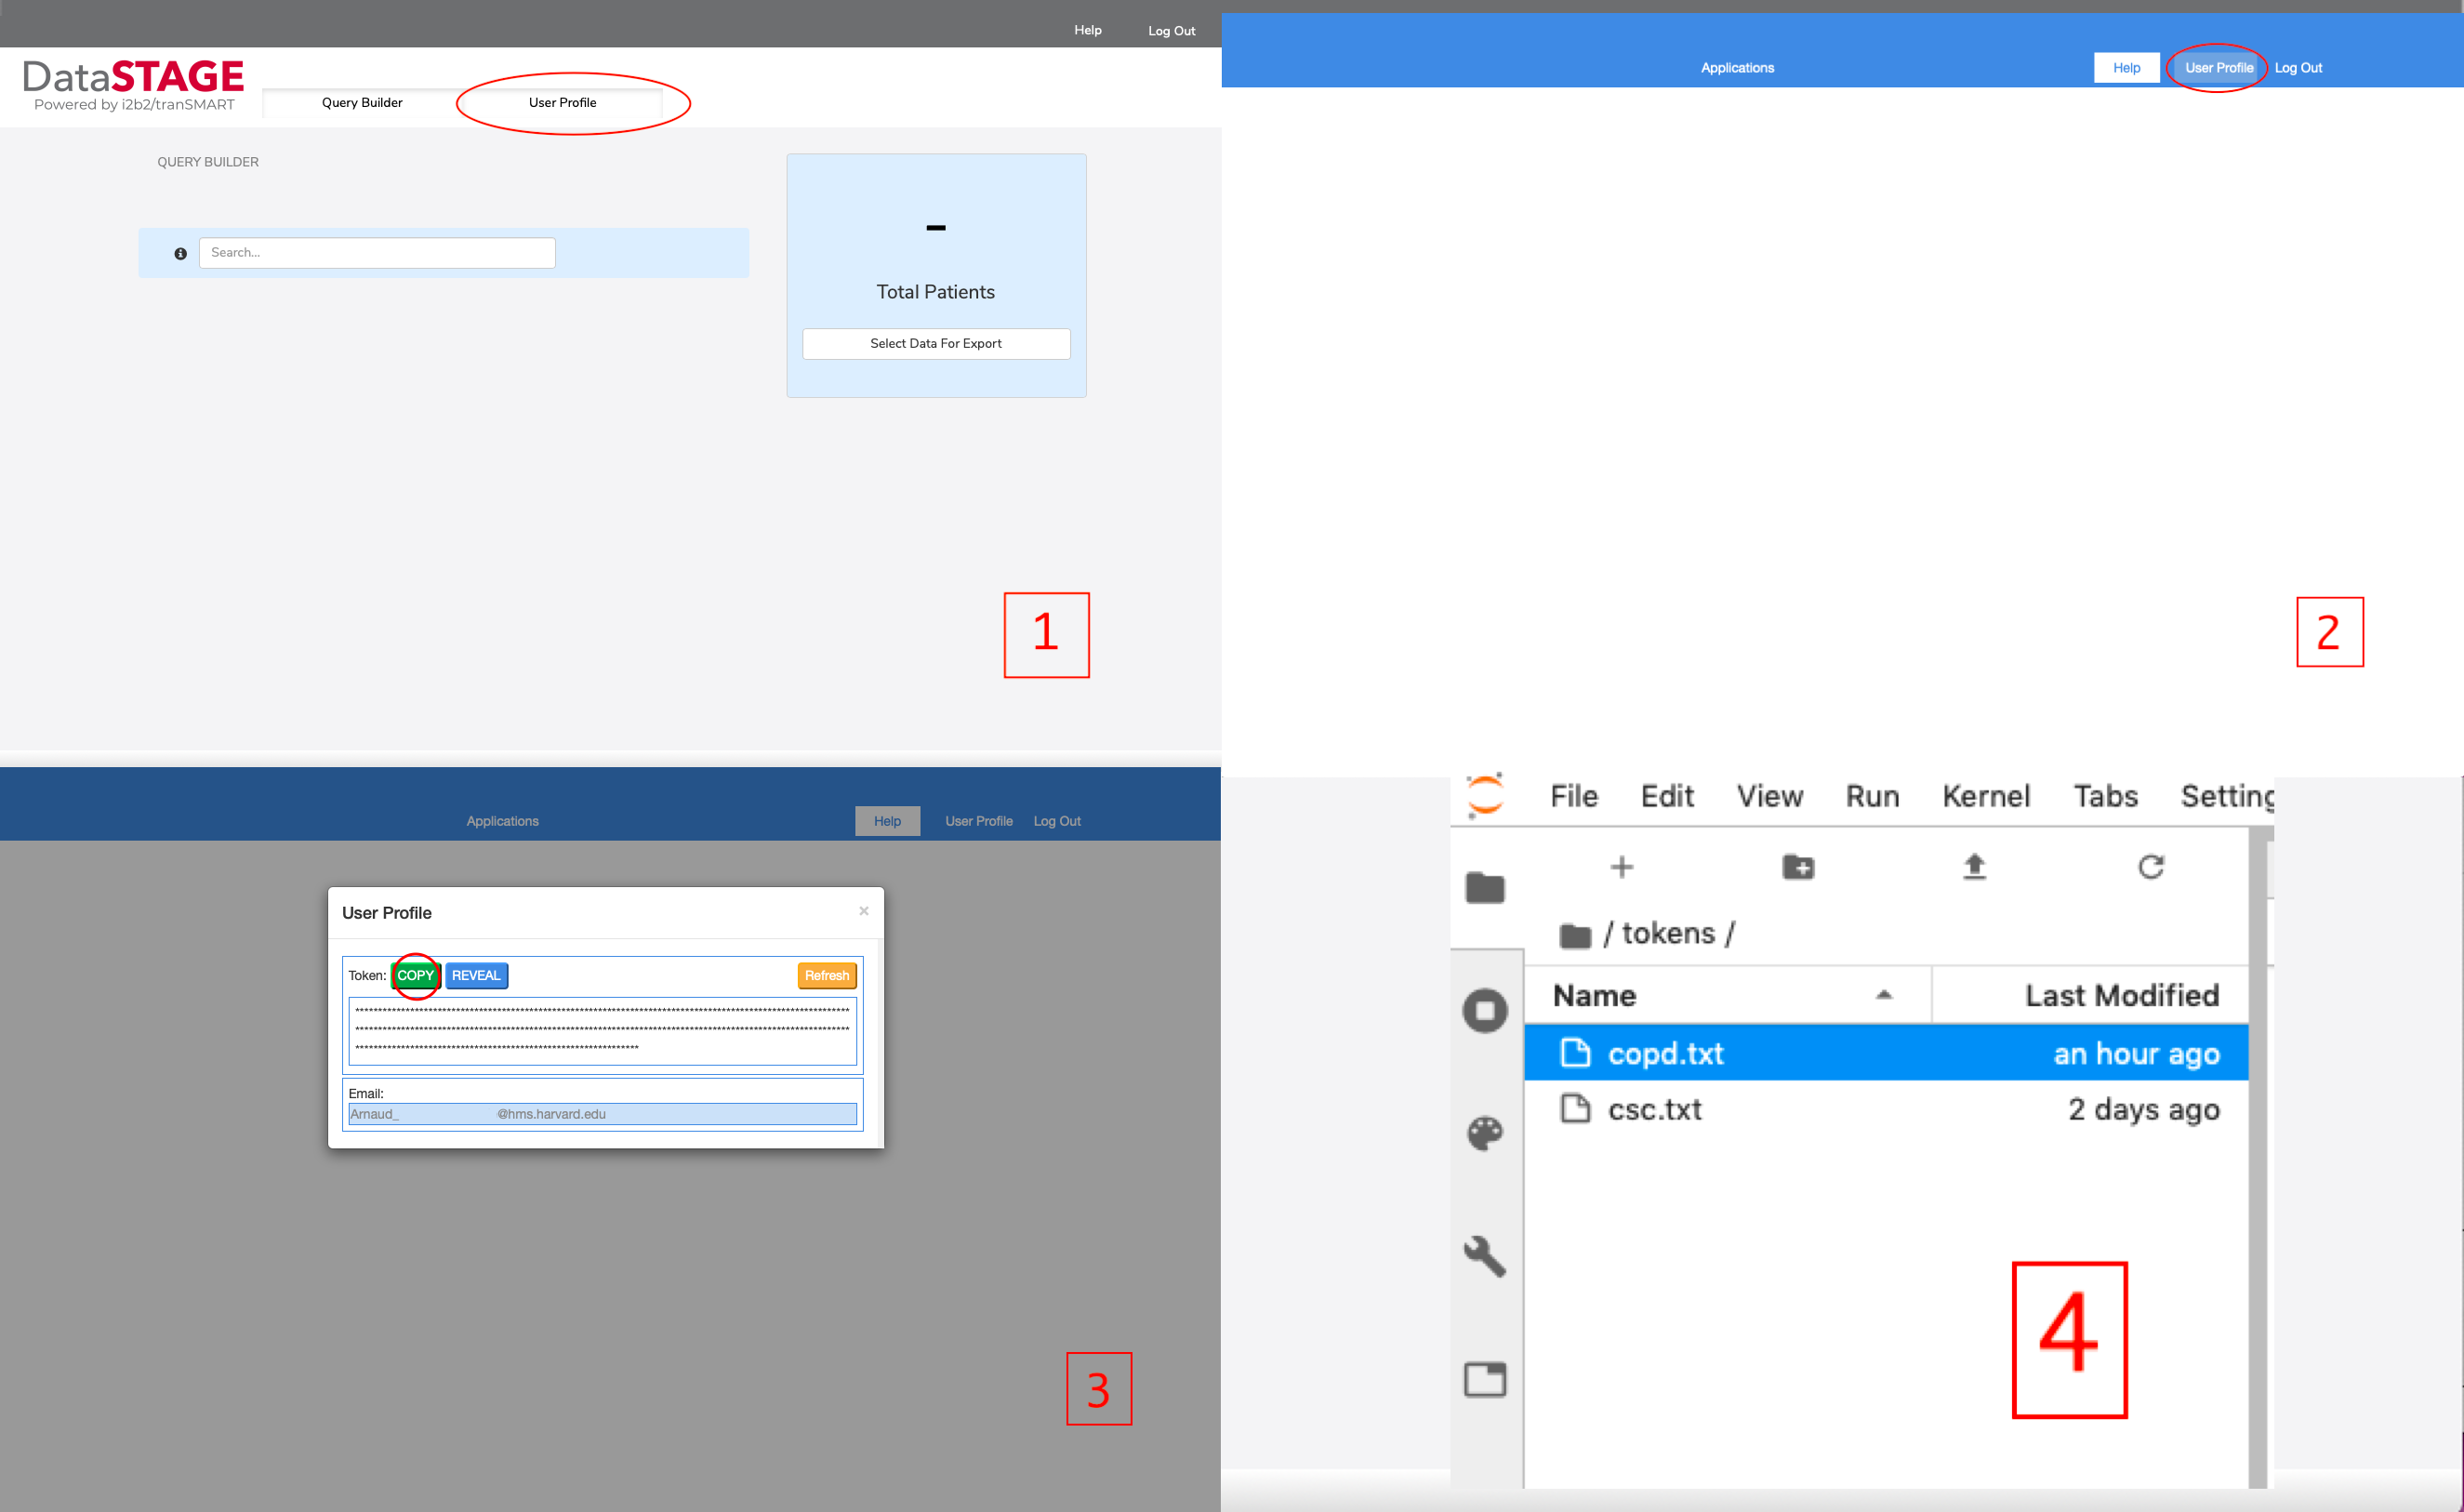 Help Log Out
DataSTAGE
Powered by i2b2/tranSMART
Query Builder User Profile
QUERY BUILDER
Search...
-
Total Patients
Select Data For Export
1
Applications Help User Profile Log Out
2
Applications Help User Profile Log Out
User Profile ×
Token: COPY REVEAL Refresh
Email:
Arnaud_ @hms.harvard.edu
3
File Edit View Run Kernel Tabs Setting
/ tokens /
Name Last Modified
copd.txt an hour ago
csc.txt 2 days ago
4